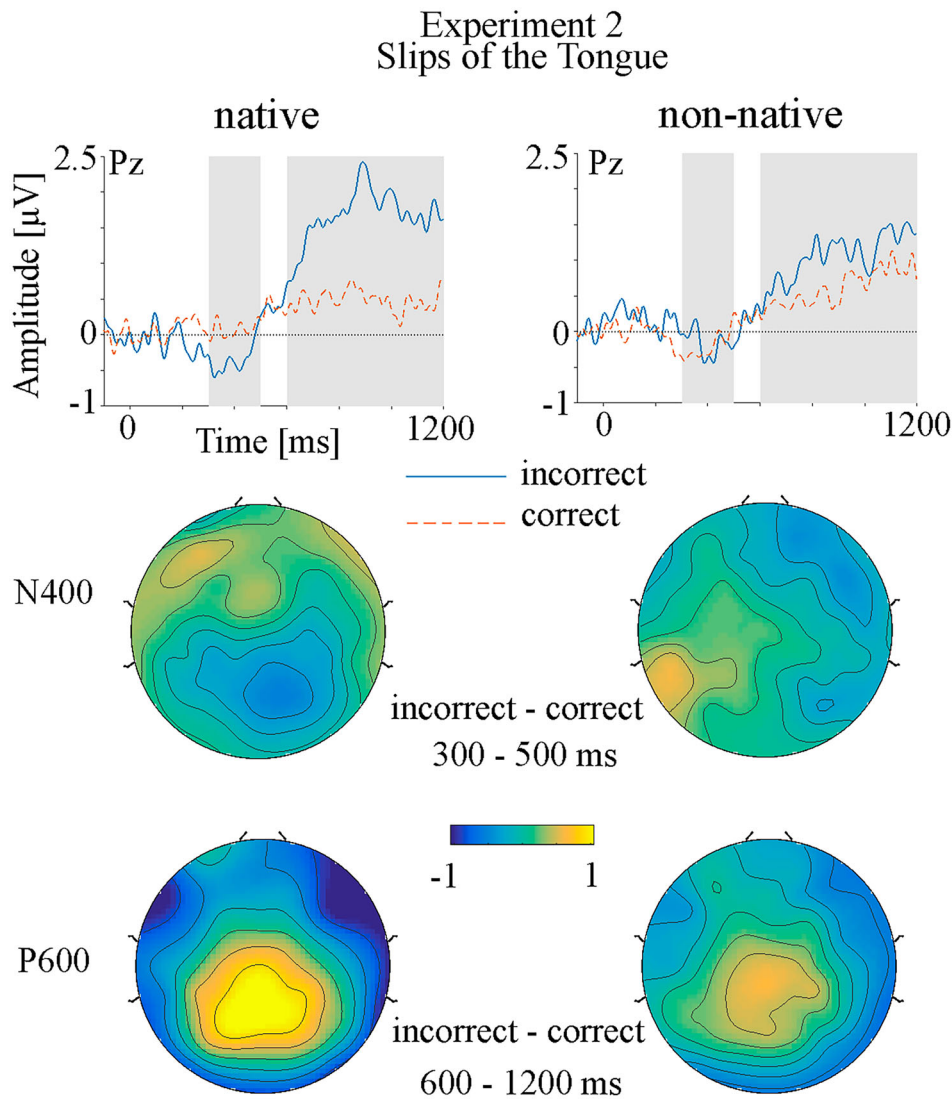 Experiment 2
Slips of the Tongue
native
non-native
2.5
Pz
Amplitude [µV]
0
-1
0
Time [ms]
1200
2.5
Pz
0
-1
0
1200
incorrect
correct
N400
incorrect - correct
300 - 500 ms
-1
1
P600
incorrect - correct
600 - 1200 ms